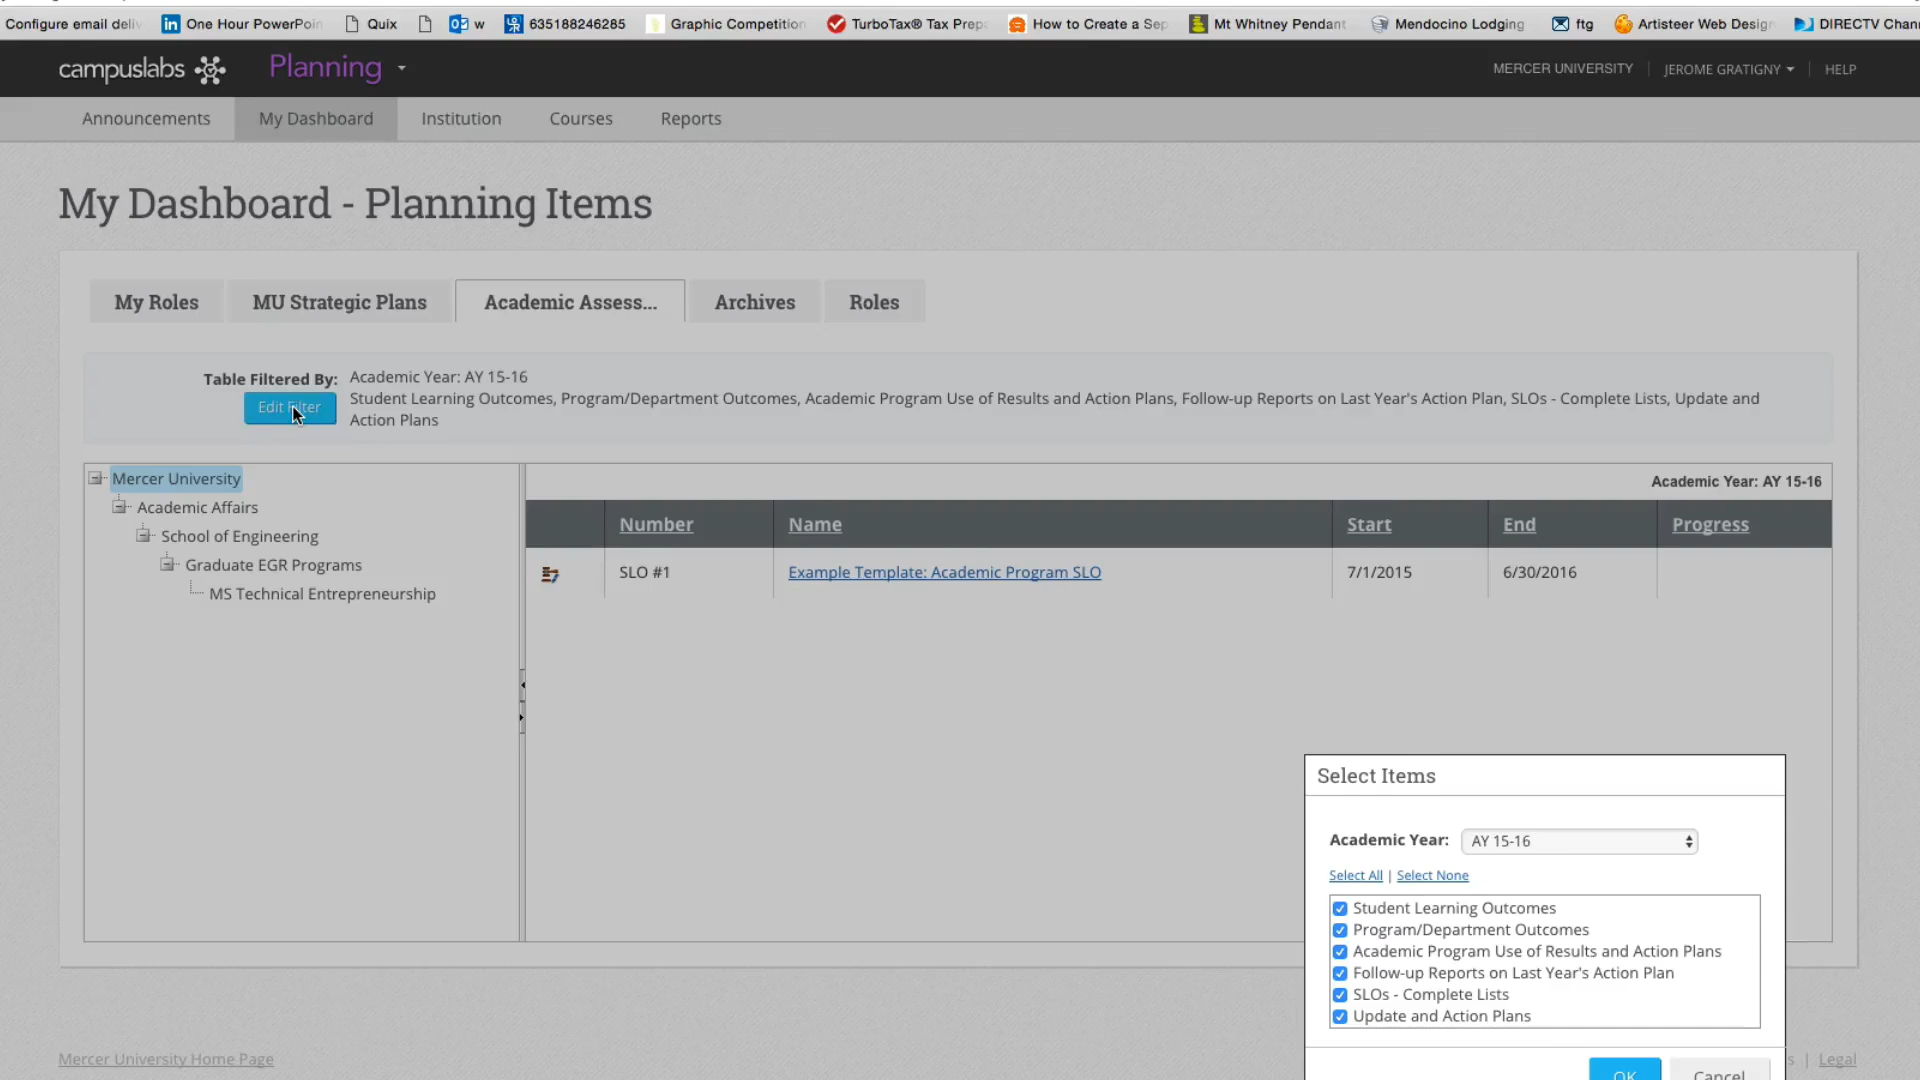 Configure email deliv One Hour PowerPoin Quix w 6351882462​85 Graphic Competition TurboTax® Tax Prep How to Create a Sep Mt Whitney Pendant Mendocino Lodging ftg Artisteer Web Design DIRECTV Chan
campuslabs Planning MERCER UNIVERSITY | JEROME GRATIGNY | HELP
Announcements My Dashboard Institution Courses Reports
My Dashboard - Planning Items
My Roles MU Strategic Plans Academic Assess... Archives Roles
Table Filtered By: Academic Year: AY 15-16
Edit Filter Student Learning Outcomes, Program/Department Outcomes, Academic Program Use of Results and Action Plans, Follow-up Reports on Last Year's Action Plan, SLOs - Complete Lists, Update and
Action Plans
Mercer University
Academic Affairs
School of Engineering
Graduate EGR Programs
MS Technical Entrepreneurship
Academic Year: AY 15-16
Number Name Start End Progress
SLO #1 Example Template: Academic Program SLO 7/1/2015 6/30/2016
Select Items
Academic Year: AY 15-16
Select All | Select None
Student Learning Outcomes
Program/Department Outcomes
Academic Program Use of Results and Action Plans
Follow-up Reports on Last Year's Action Plan
SLOs - Complete Lists
Update and Action Plans
OK Cancel
Mercer University Home Page s | Legal